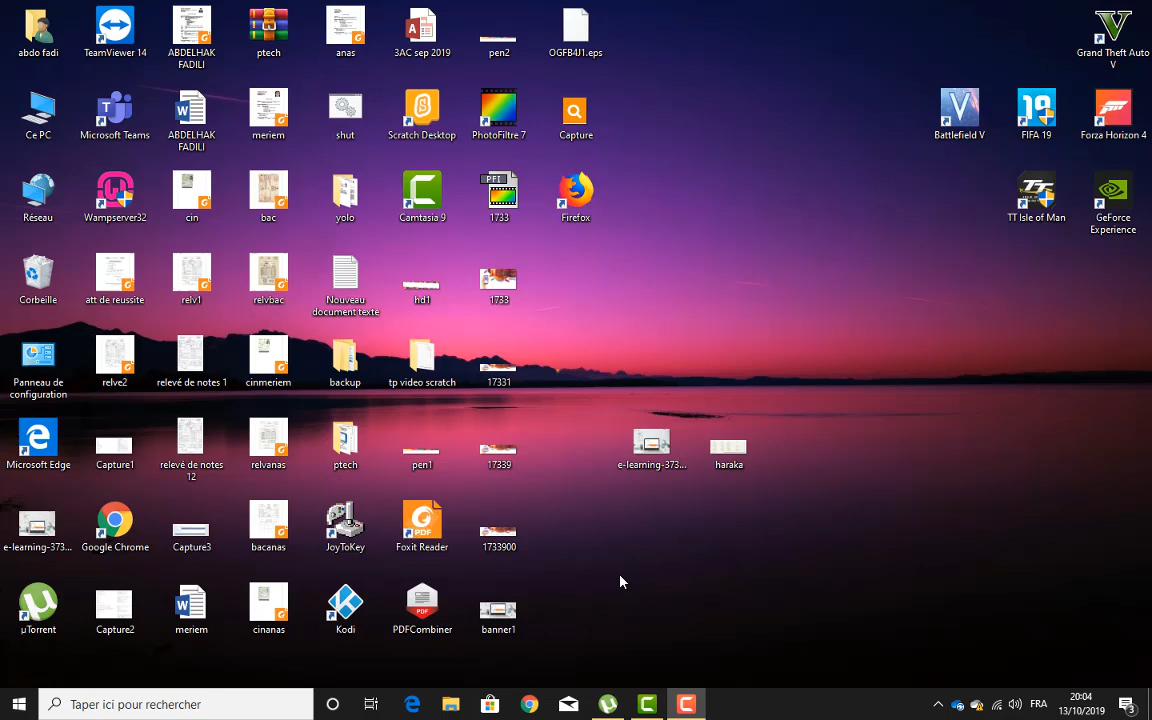 abdo fadi
TeamViewer 14
ABDELHAK
FADILI
ptech
anas
3AC sep 2019
pen2
OGFB4J1.eps
Grand Theft Auto
V
Ce PC
Microsoft Teams
ABDELHAK
FADILI
meriem
shut
Scratch Desktop
PhotoFiltre 7
Capture
Battlefield V
FIFA 19
Forza Horizon 4
Réseau
Wampserver32
cin
bac
yolo
Camtasia 9
PFI
1733
Firefox
TT Isle of Man
GeForce
Experience
Corbeille
att de reussite
relv1
relvbac
Nouveau
document texte
hd1
1733
Panneau de
configuration
relve2
relevé de notes 1
cinmeriem
backup
tp video scratch
17331
Microsoft Edge
Capture1
relevé de notes
12
relvanas
ptech
pen1
17339
e-learning-373...
haraka
e-learning-373...
Google Chrome
Capture3
bacanas
JoyToKey
PDF
Foxit Reader
1733900
µTorrent
Capture2
meriem
cinanas
Kodi
PDF
PDFCombiner
banner1
Taper ici pour rechercher
FRA
20:04
13/10/2019
3